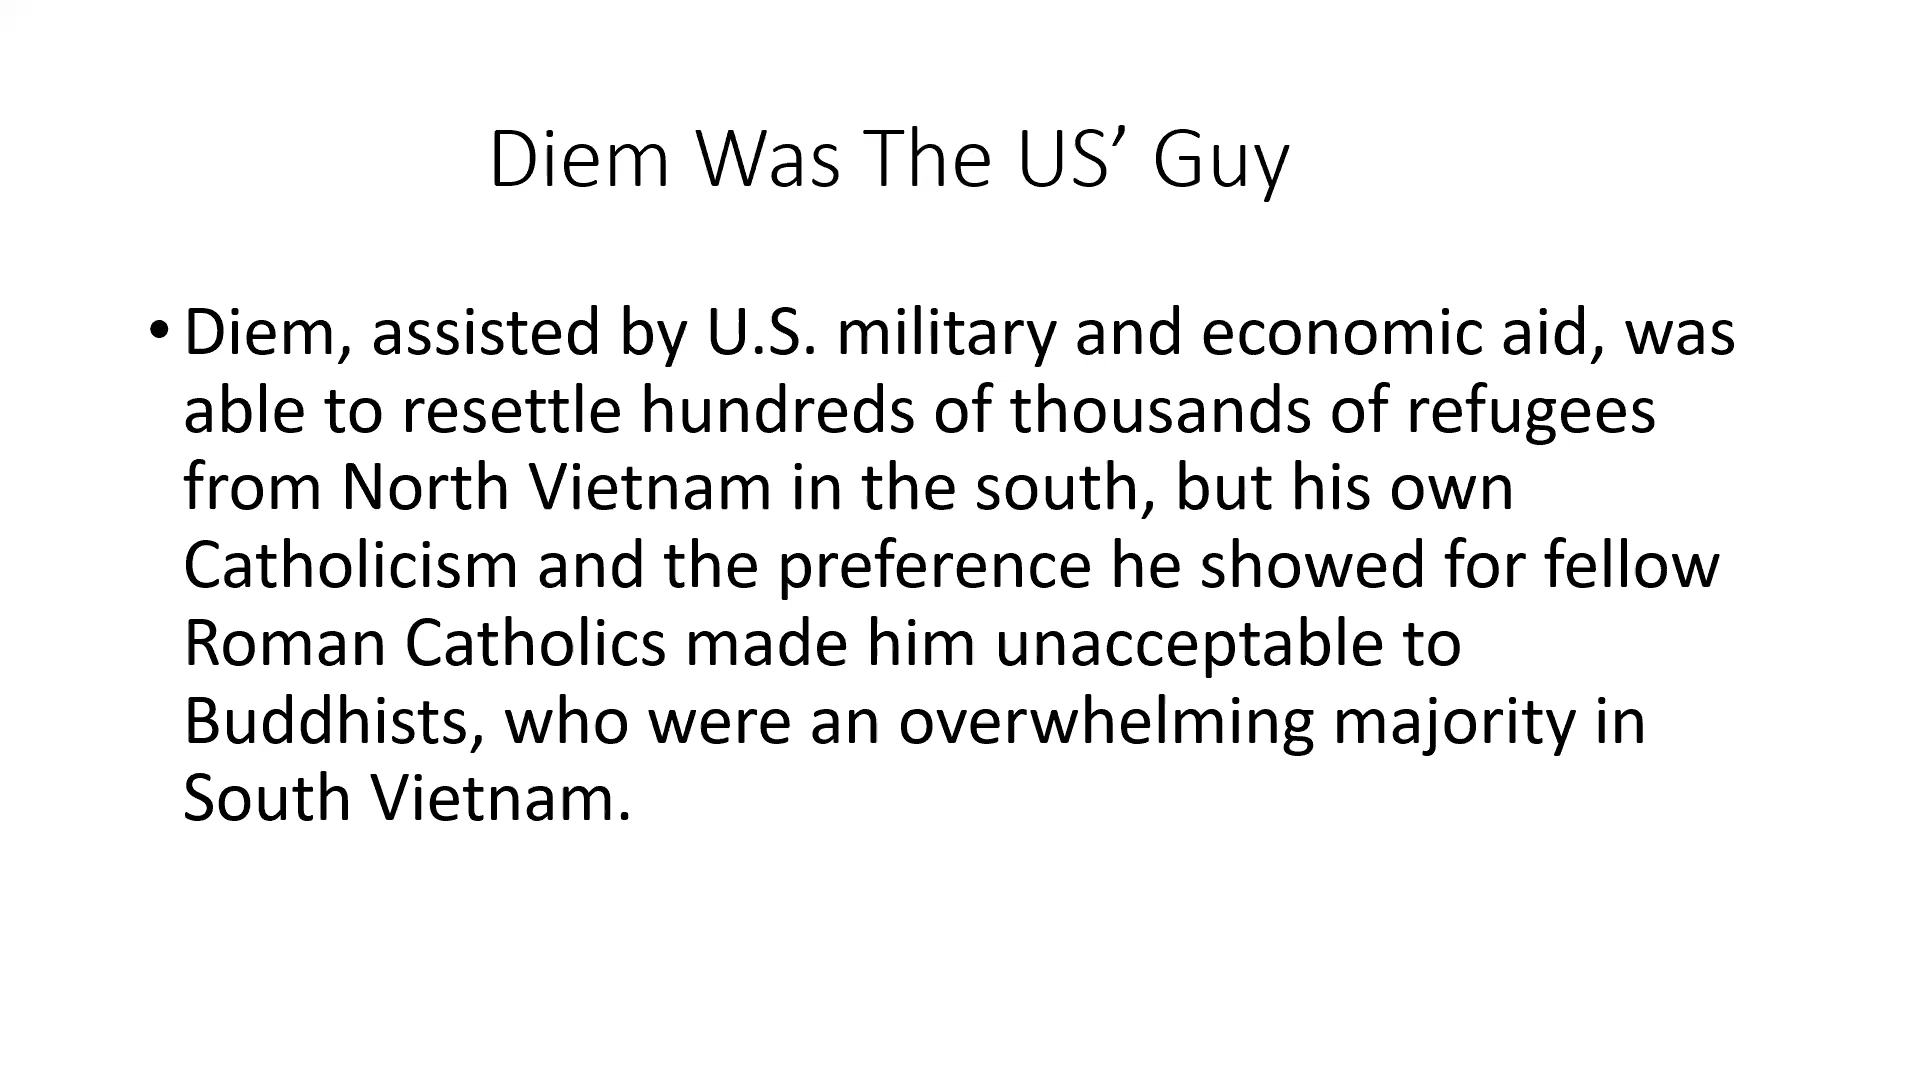 Diem Was The US’ Guy
• Diem, assisted by U.S. military and economic aid, was
able to resettle hundreds of thousands of refugees
from North Vietnam in the south, but his own
Catholicism and the preference he showed for fellow
Roman Catholics made him unacceptable to
Buddhists, who were an overwhelming majority in
South Vietnam.